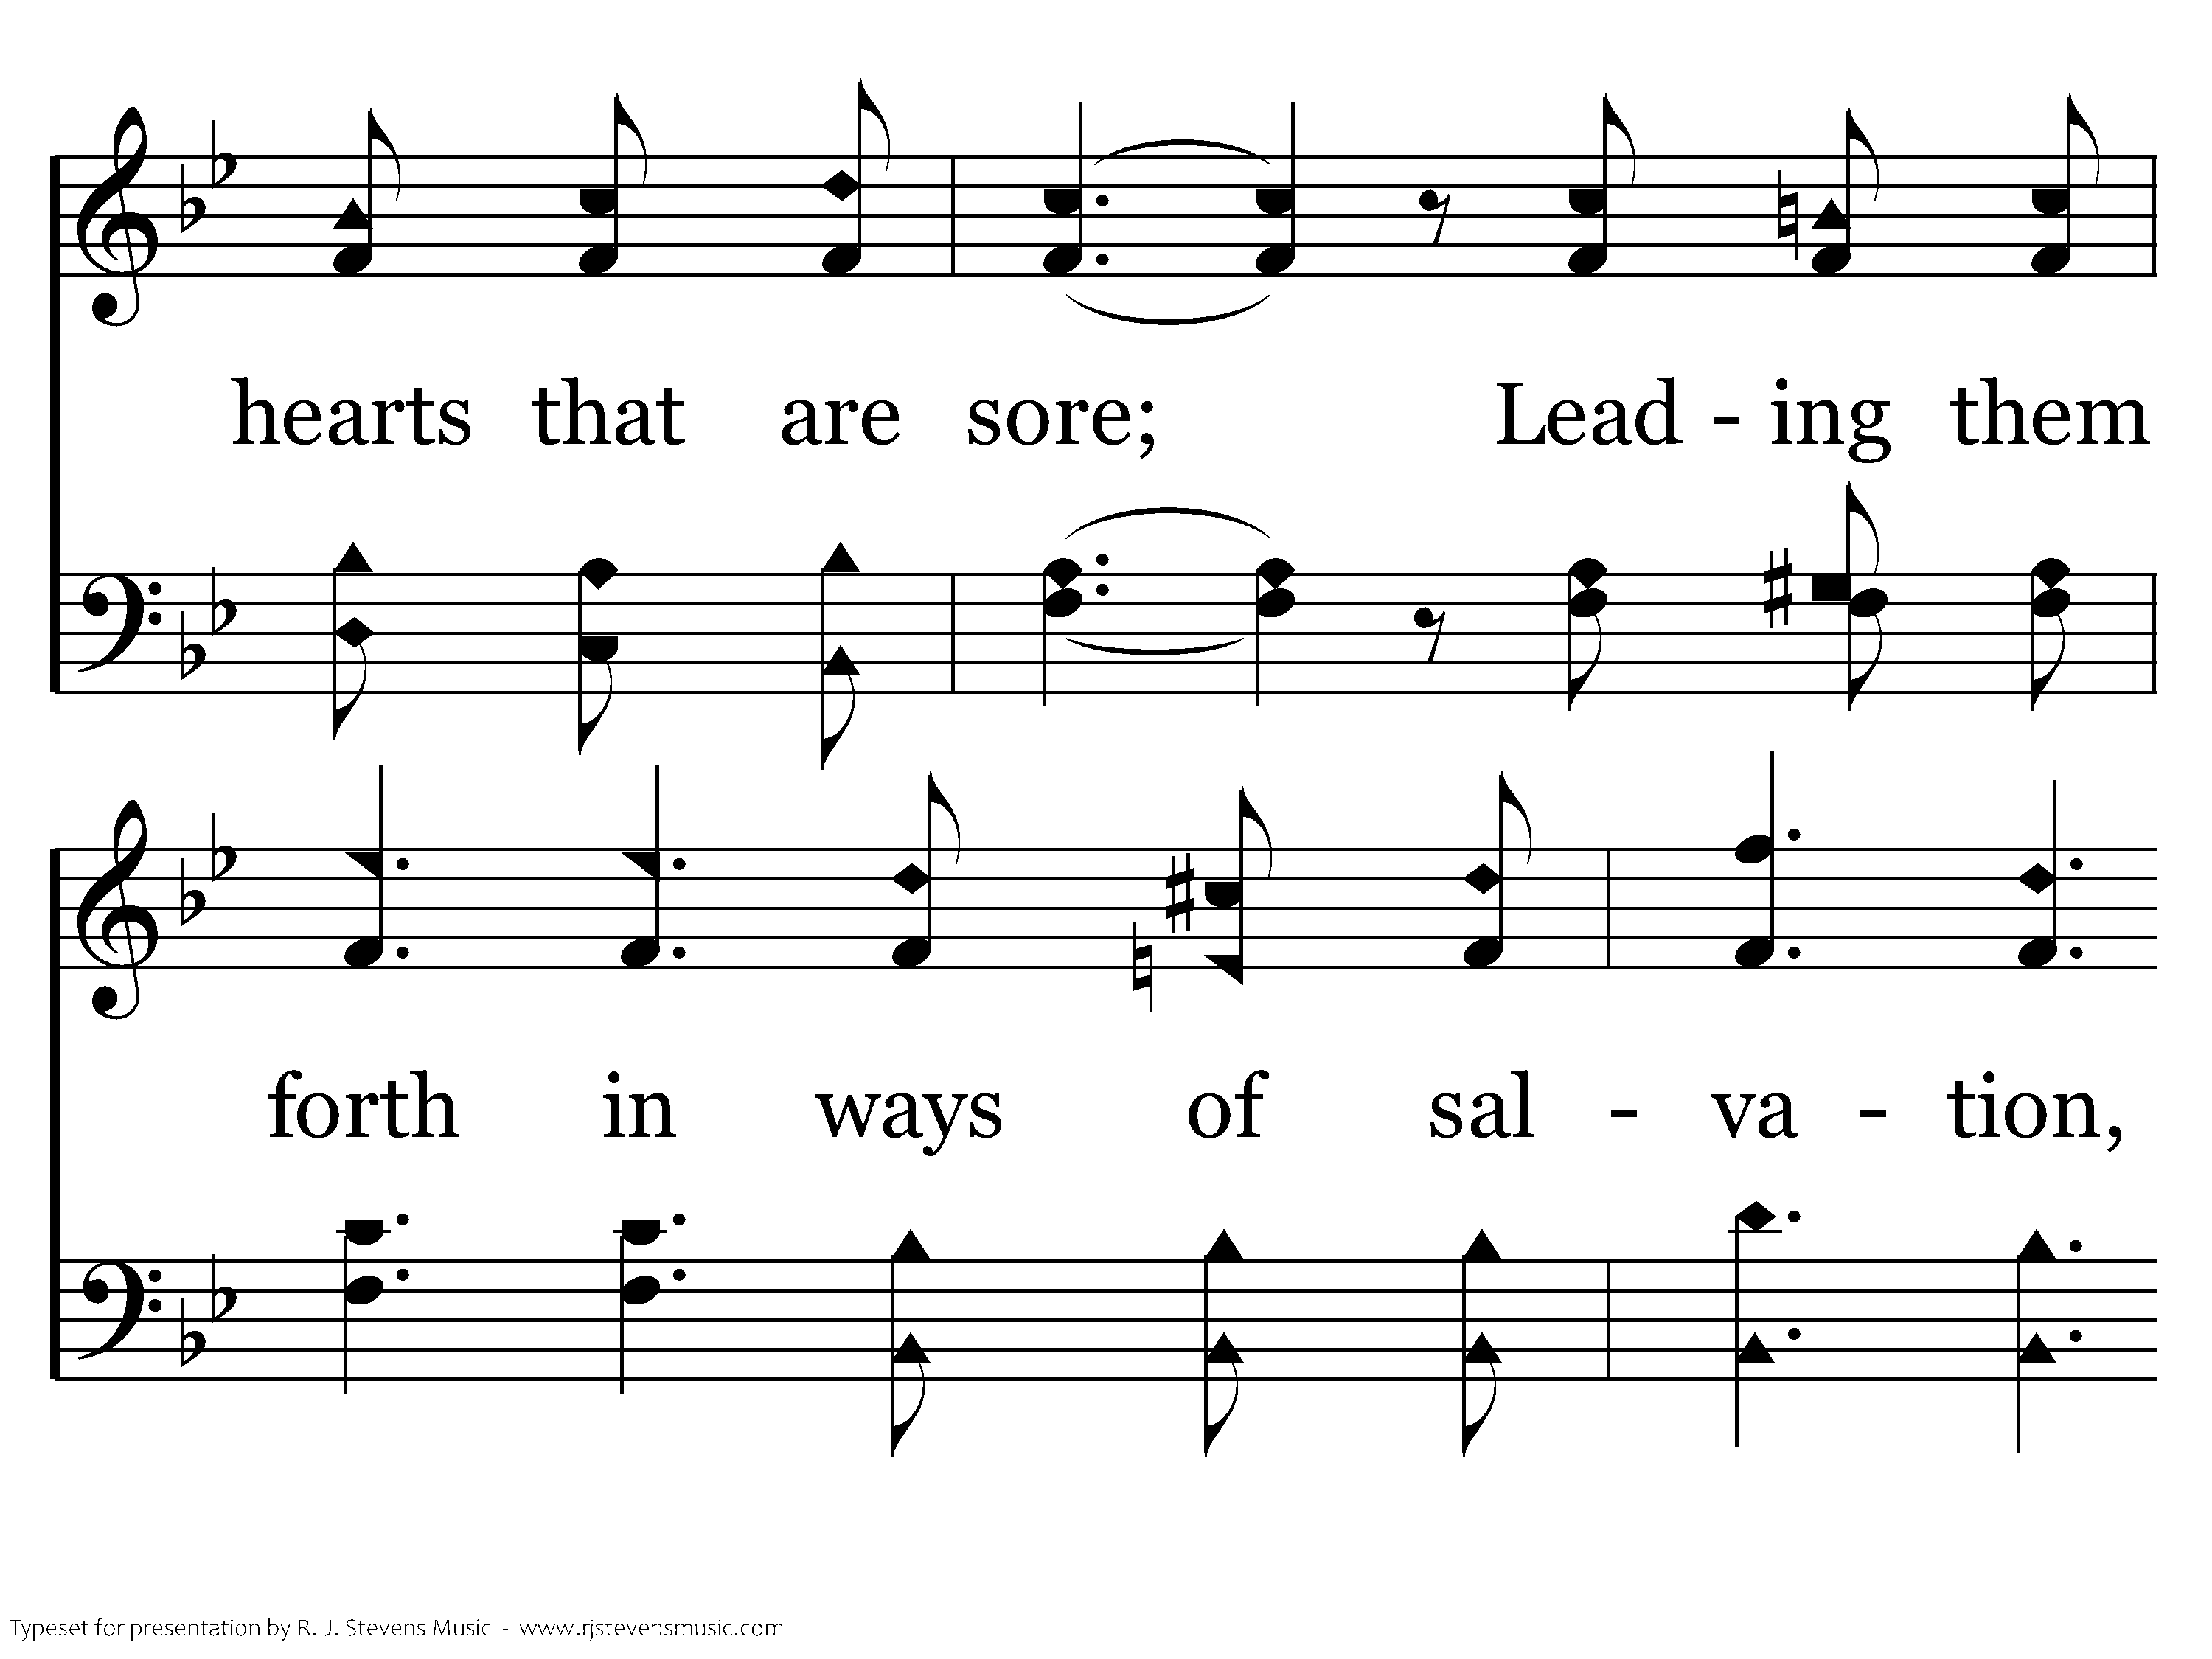 hearts that are sore; Lead - ing them
forth in ways of sal - va - tion,
Typeset for presentation by R. J. Stevens Music - www.rjstevensmusic.com